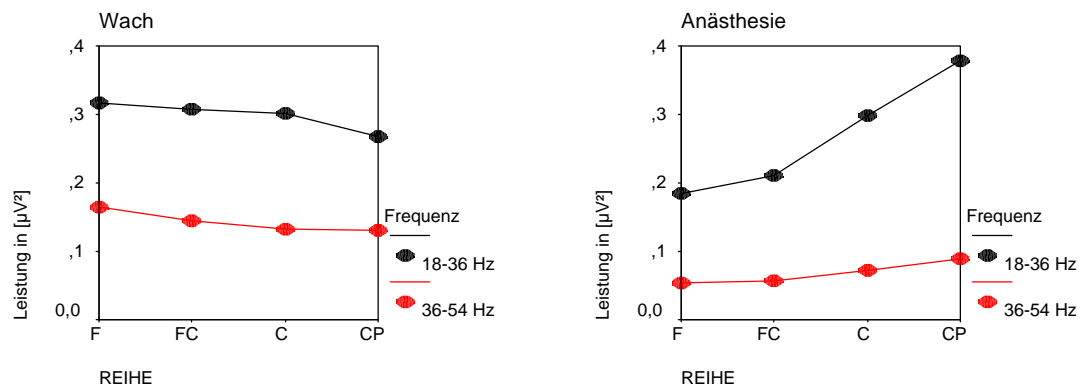 Wach
,4
,3
,2
,1
0,0
Leistung in [µV²]
F FC C CP
REIHE
Frequenz
18-36 Hz
36-54 Hz
Anästhesie
,4
,3
,2
,1
0,0
Leistung in [µV²]
F FC C CP
REIHE
Frequenz
18-36 Hz
36-54 Hz